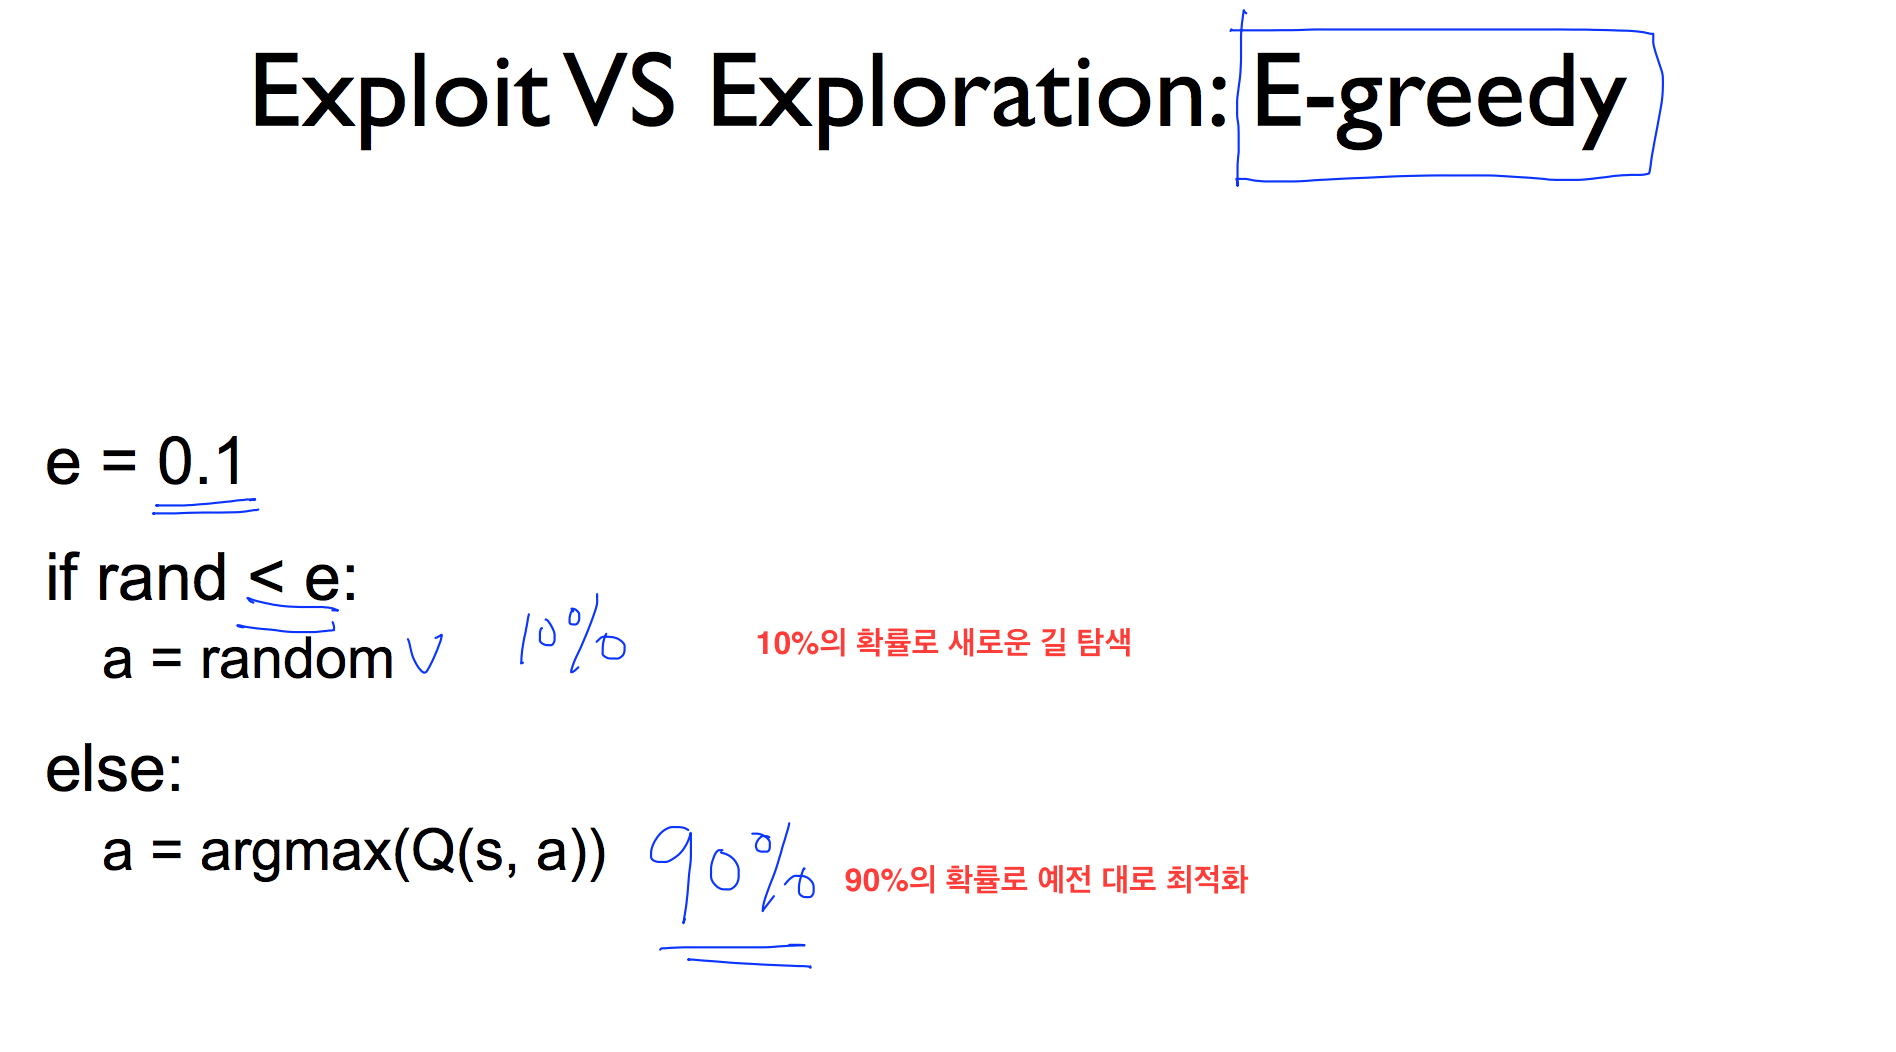 Exploit VS Exploration: E-greedy
e = 0.1
if rand < e:
a = random 10% 10%의 확률로 새로운 길 탐색
else:
a = argmax(Q(s, a)) 90% 90%의 확률로 예전 대로 최적화